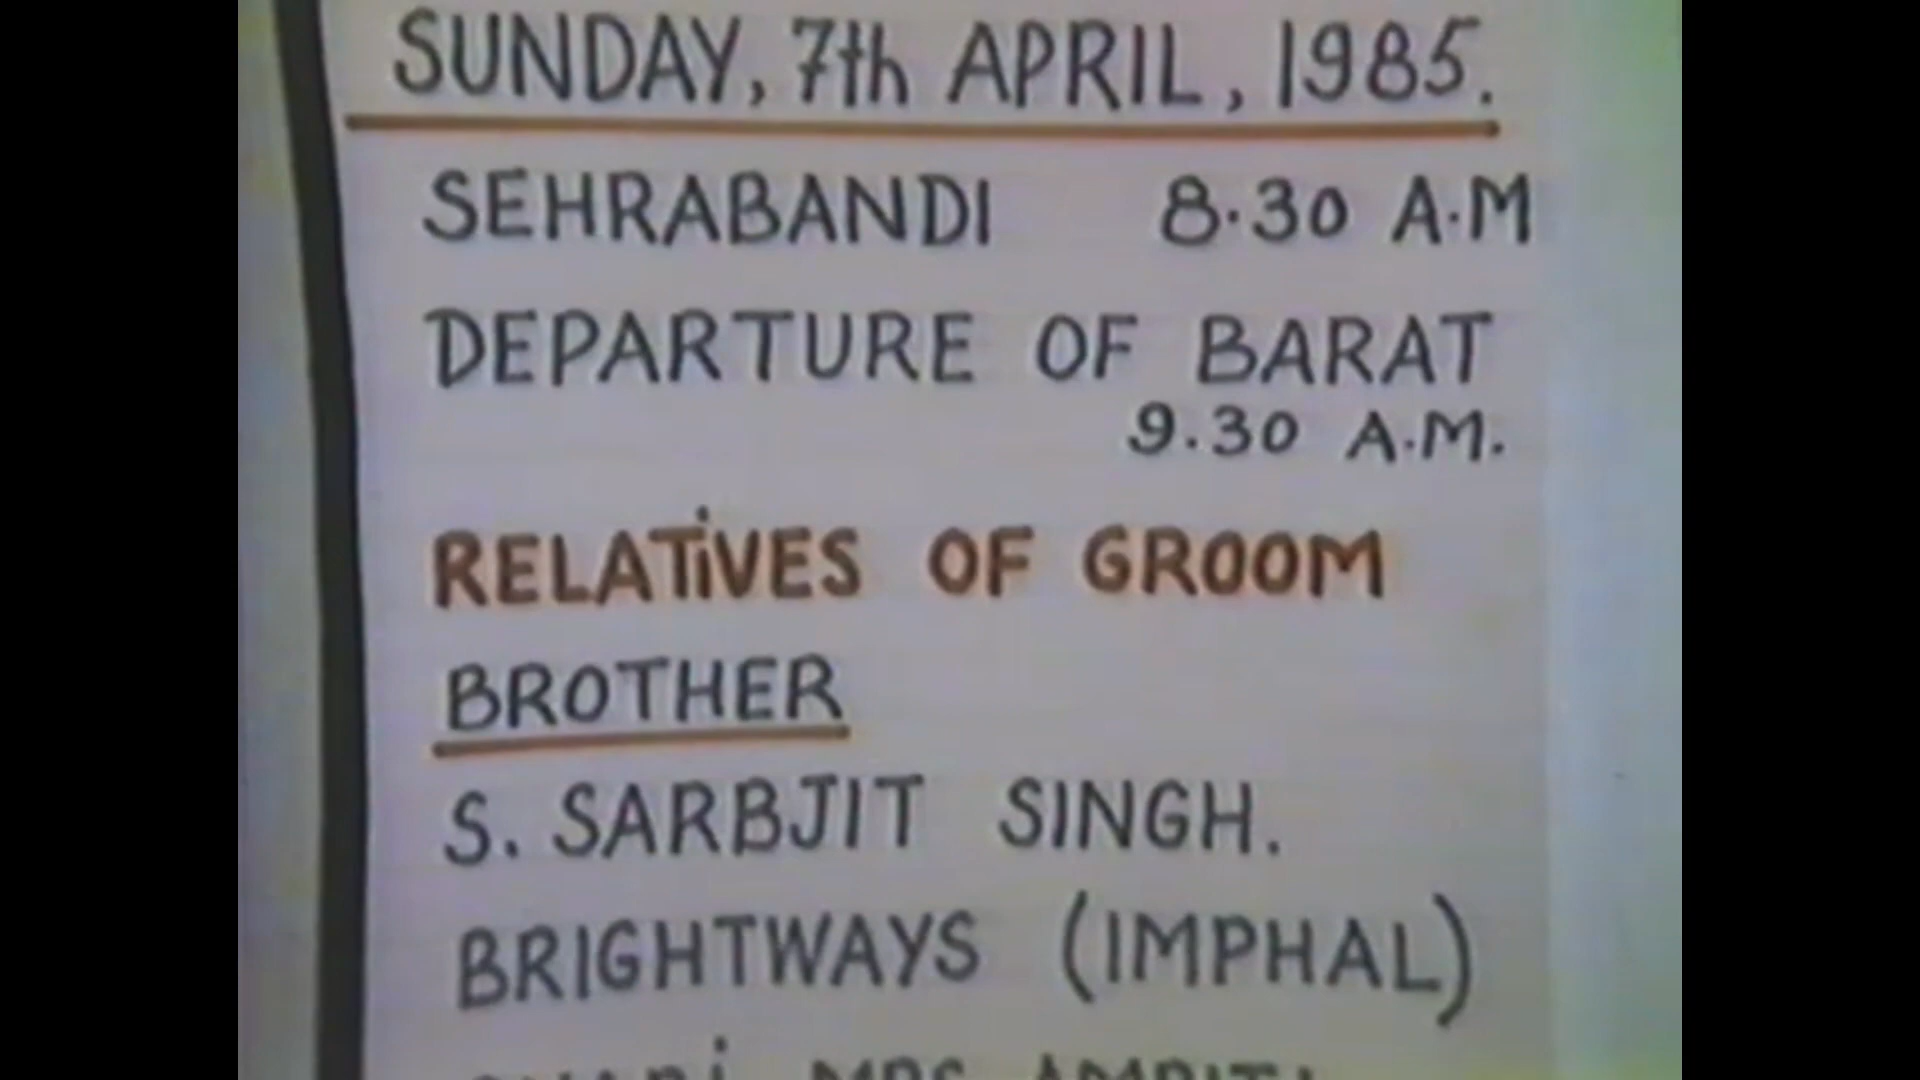 SUNDAY, 7th APRIL, 1985.
SEHRABANDI 8·30 A·M
DEPARTURE OF BARAT
9.30 A.M.
RELATiVES OF GROOM
BROTHER
S. SARBJIT SINGH.
BRIGHTWAYS (IMPHAL)